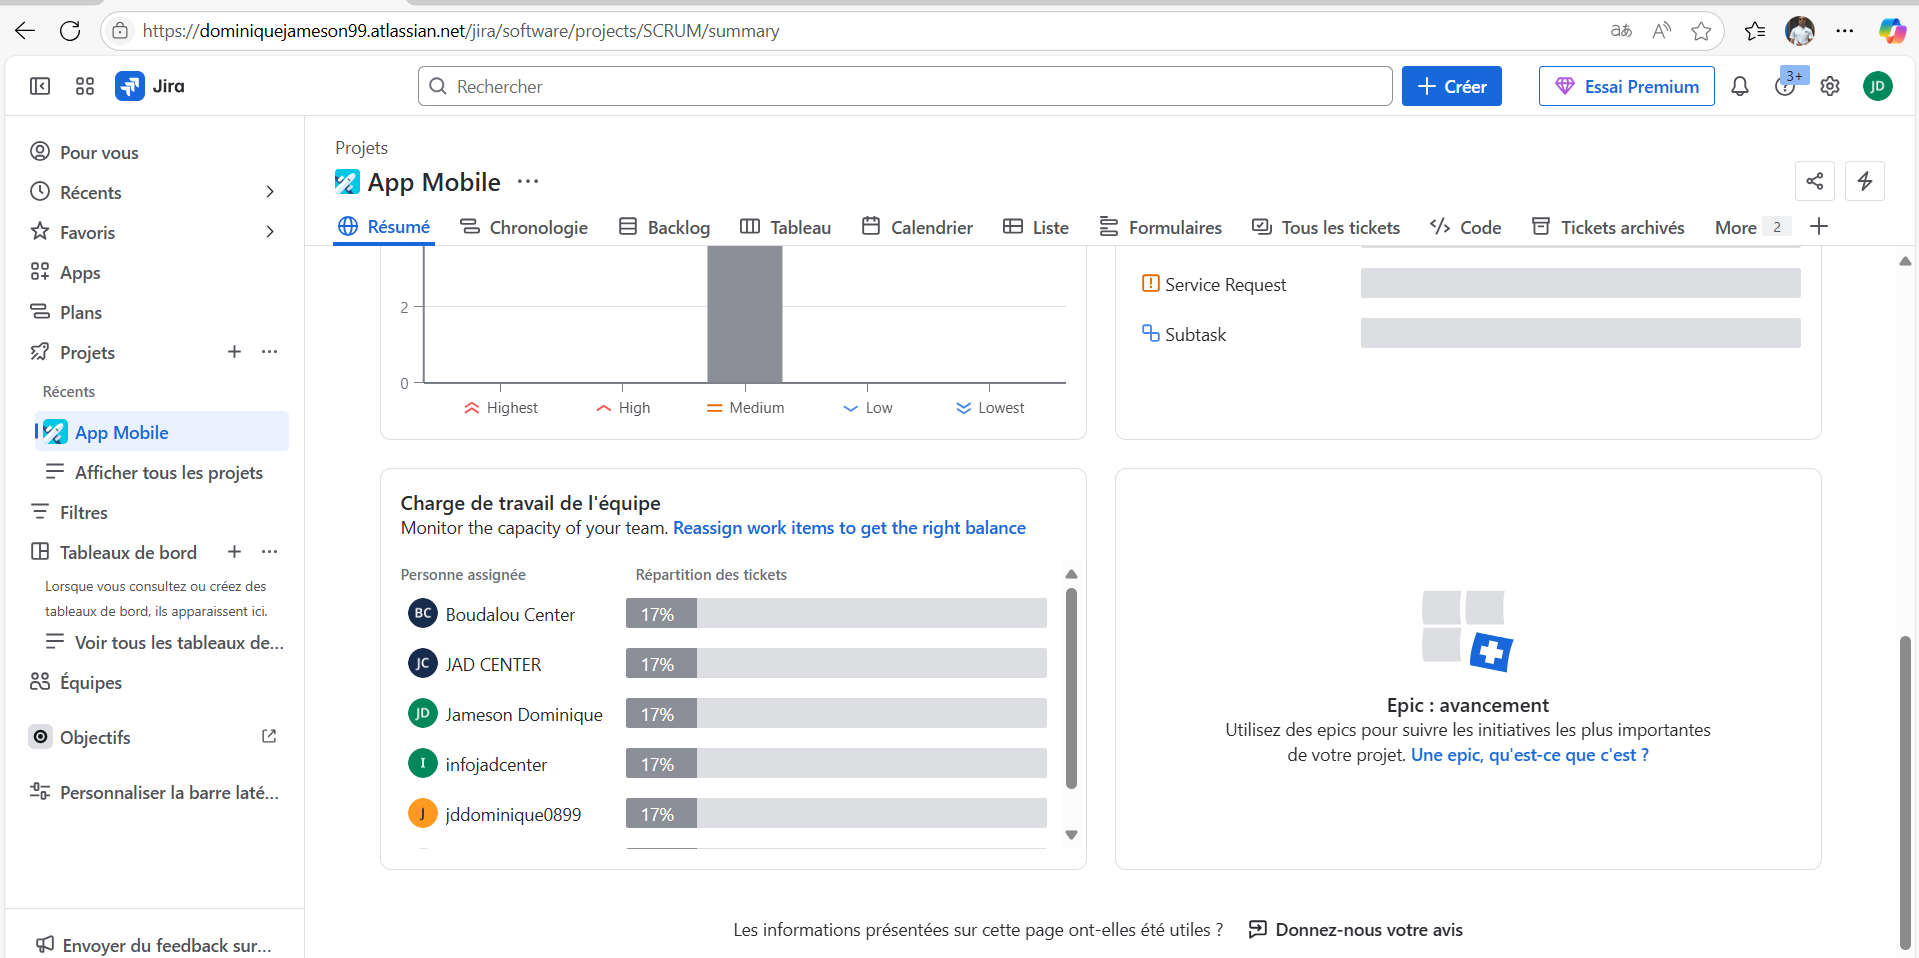 https://dominiquejameson99.atlassian.net/jira/software/projects/SCRUM/summary
Jira
Rechercher
Créer
Essai Premium
3+
JD
Pour vous
Récents
Favoris
Apps
Plans
Projets
Récents
App Mobile
Afficher tous les projets
Filtres
Tableaux de bord
Lorsque vous consultez ou créez des
tableaux de bord, ils apparaissent ici.
Voir tous les tableaux de...
Équipes
Objectifs
Personnaliser la barre laté...
Envoyer du feedback sur...
Projets
App Mobile
Résumé
Chronologie
Backlog
Tableau
Calendrier
Liste
Formulaires
Tous les tickets
Code
Tickets archivés
More 2
2
0
Highest
High
Medium
Low
Lowest
Service Request
Subtask
Charge de travail de l'équipe
Monitor the capacity of your team. Reassign work items to get the right balance
Personne assignée Répartition des tickets
BC Boudalou Center 17%
JC JAD CENTER 17%
JD Jameson Dominique 17%
I infojadcenter 17%
J jddominique0899 17%
Epic : avancement
Utilisez des epics pour suivre les initiatives les plus importantes
de votre projet. Une epic, qu'est-ce que c'est ?
Les informations présentées sur cette page ont-elles été utiles ? Donnez-nous votre avis